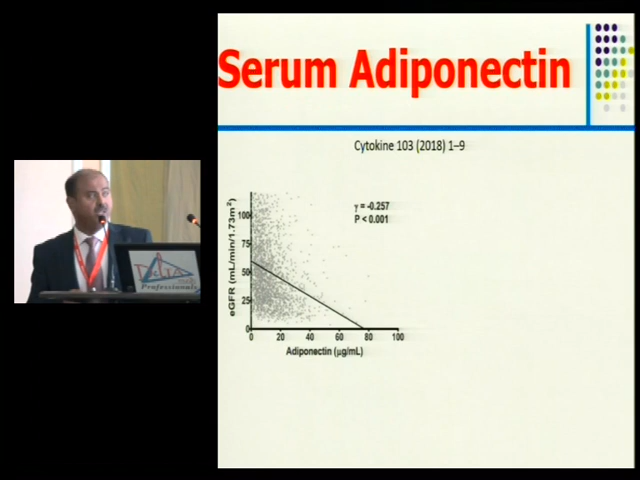 Serum Adiponectin
Cytokine 103 (2018) 1–9
γ = -0.257
P < 0.001
eGFR (mL/min/1.73m²)
100
75
50
25
0
0 20 40 60 80 100
Adiponectin (µg/mL)
Professionals